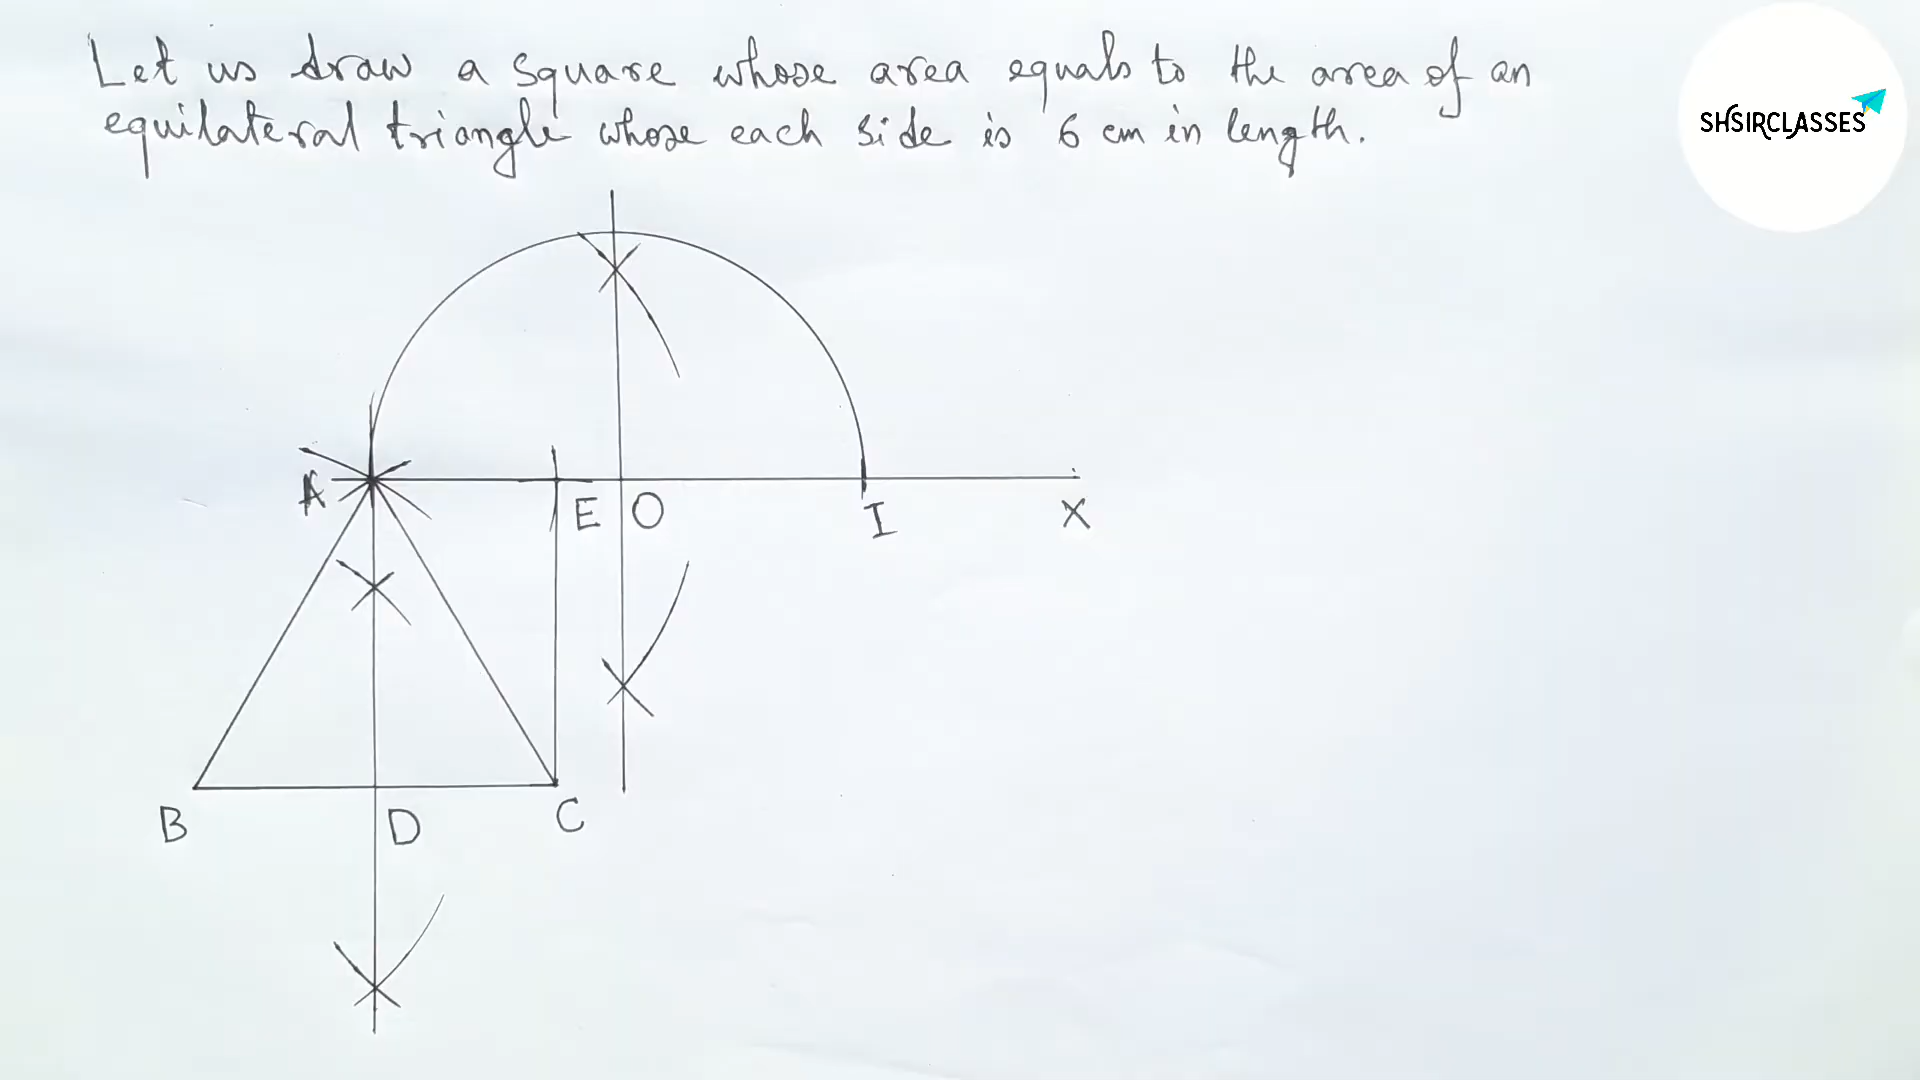 Let us draw a square whose area equals to the area of an
equilateral triangle whose each side is 6 cm in length.
SHSIRCLASSES
A
E
O
I
X
B
D
C